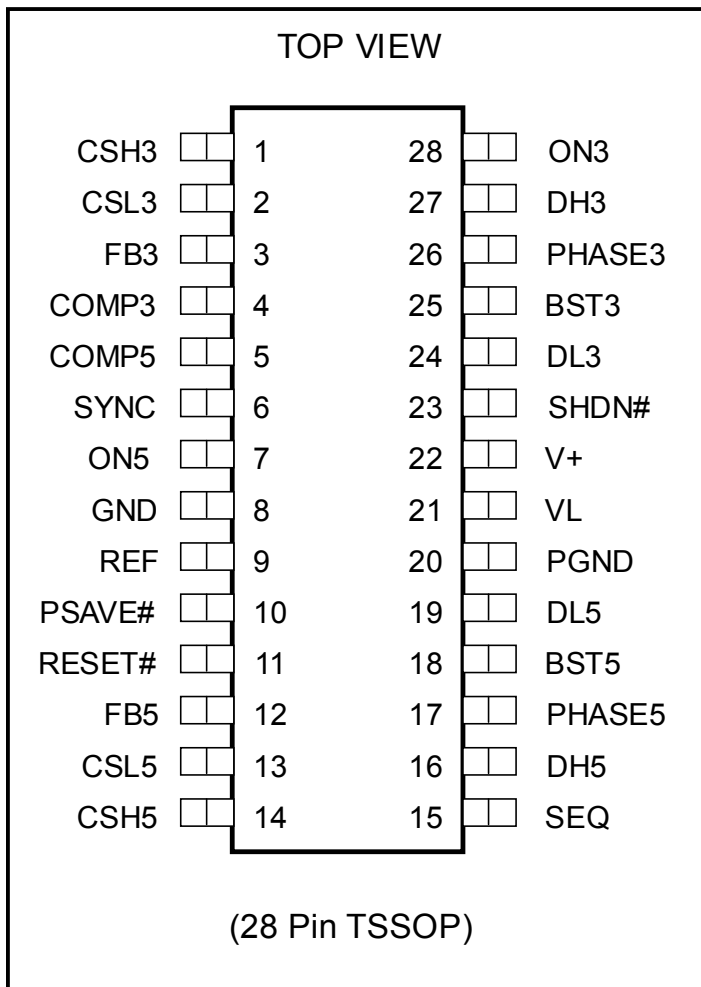 TOP VIEW
CSH3 1 28 ON3
CSL3 2 27 DH3
FB3 3 26 PHASE3
COMP3 4 25 BST3
COMP5 5 24 DL3
SYNC 6 23 SHDN#
ON5 7 22 V+
GND 8 21 VL
REF 9 20 PGND
PSAVE# 10 19 DL5
RESET# 11 18 BST5
FB5 12 17 PHASE5
CSL5 13 16 DH5
CSH5 14 15 SEQ
(28 Pin TSSOP)